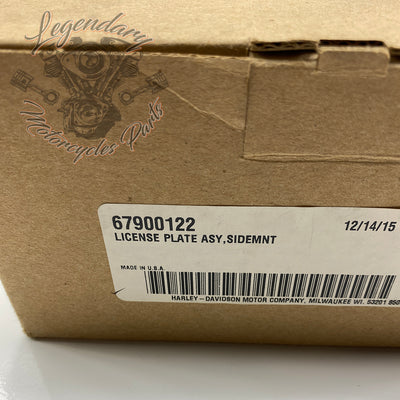 Legendary
Motorcycles Parts
67900122 12/14/15
LICENSE PLATE ASY,SIDEMNT
MADE IN U.S.A.
HARLEY-DAVIDSON MOTOR COMPANY, MILWAUKEE WI. 53201